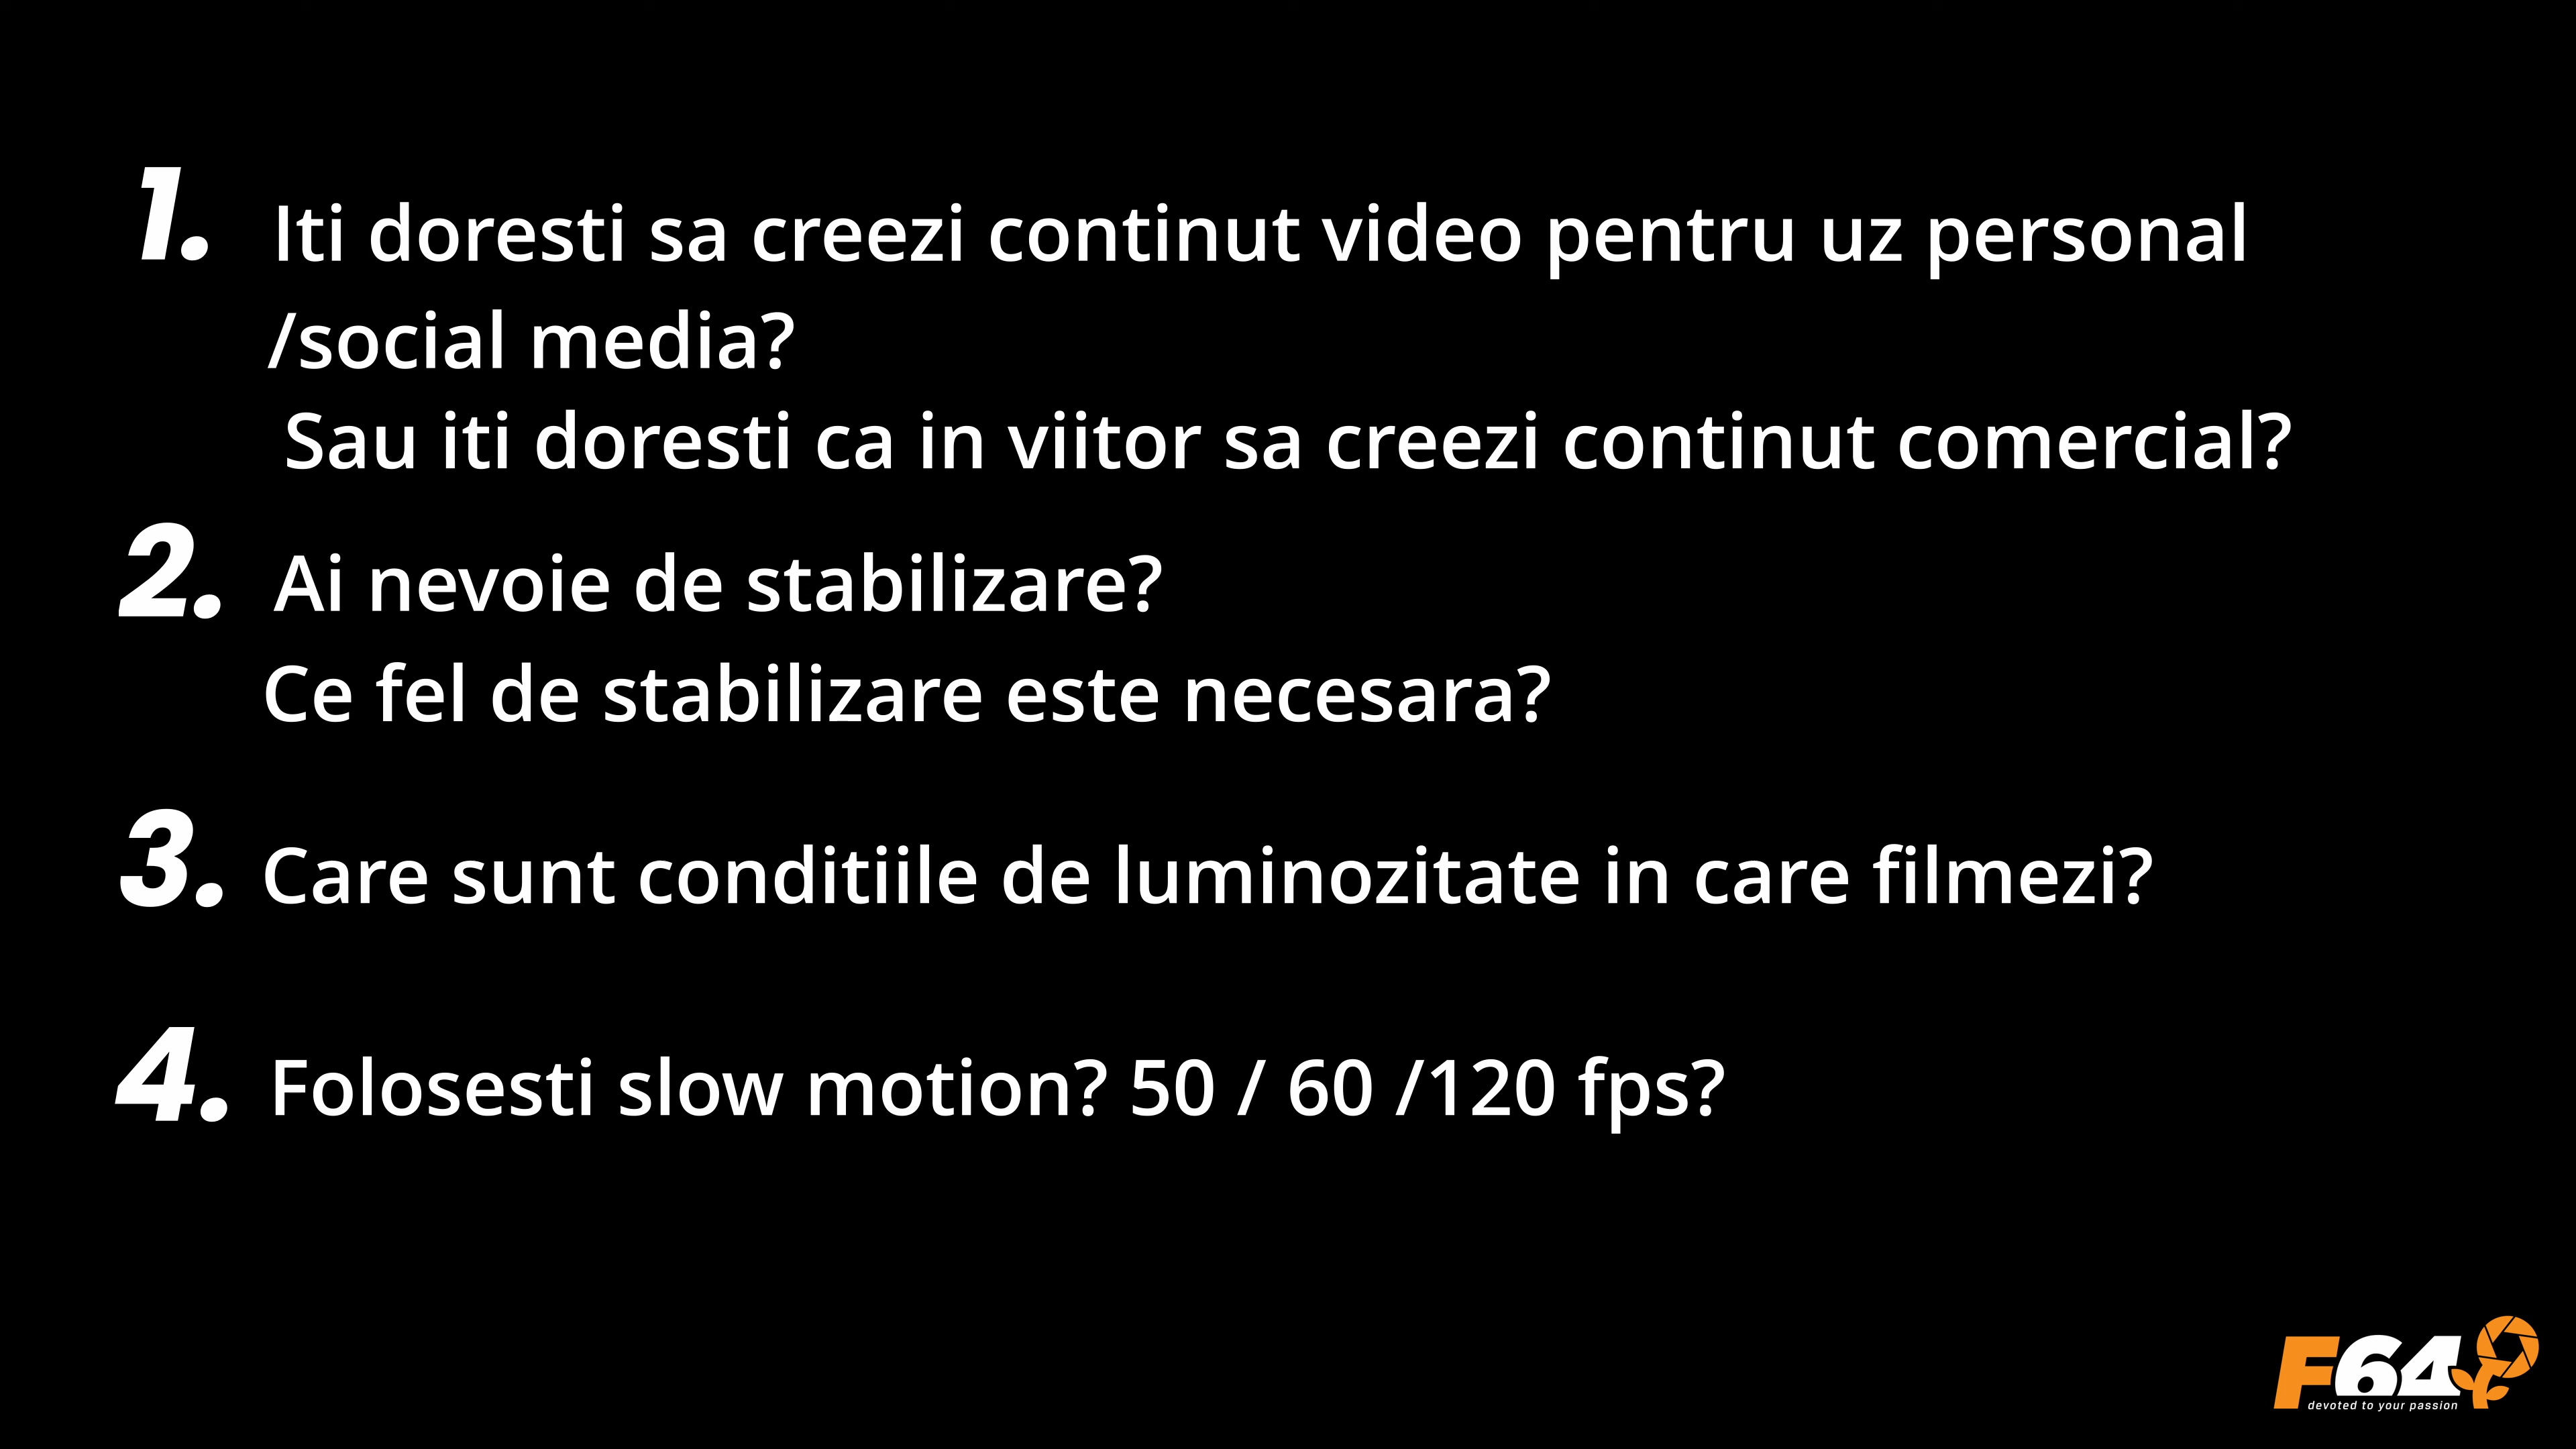 1. Iti doresti sa creezi continut video pentru uz personal
/social media?
Sau iti doresti ca in viitor sa creezi continut comercial?
2. Ai nevoie de stabilizare?
Ce fel de stabilizare este necesara?
3. Care sunt conditiile de luminozitate in care filmezi?
4. Folosesti slow motion? 50 / 60 /120 fps?
F64
devoted to your passion